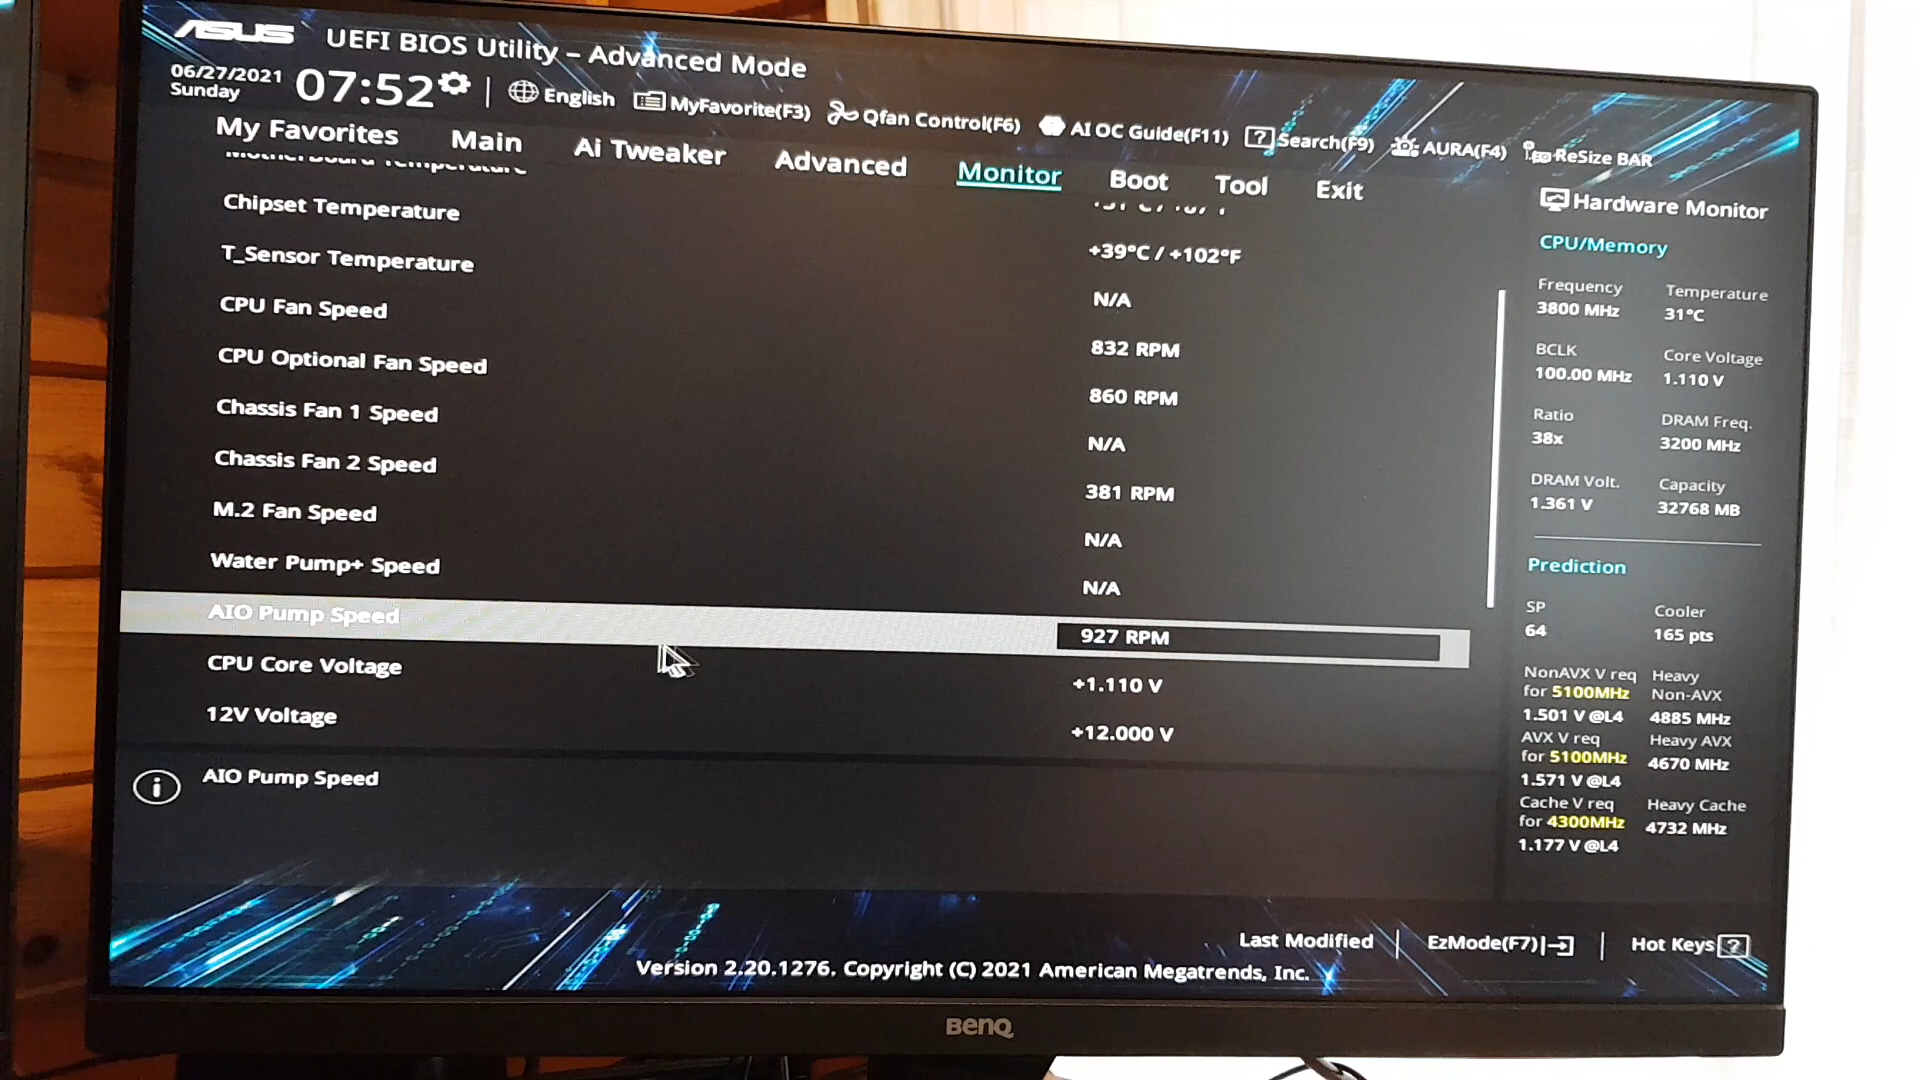 ASUS UEFI BIOS Utility – Advanced Mode
06/27/2021 Sunday 07:52 English MyFavorite(F3) Qfan Control(F6) AI OC Guide(F11) ? Search(F9) AURA(F4) ReSize BAR
My Favorites Main Ai Tweaker Advanced Monitor Boot Tool Exit
MotherBoard Temperature
Chipset Temperature +39°C / +102°F
T_Sensor Temperature N/A
CPU Fan Speed 832 RPM
CPU Optional Fan Speed 860 RPM
Chassis Fan 1 Speed N/A
Chassis Fan 2 Speed 381 RPM
M.2 Fan Speed N/A
Water Pump+ Speed N/A
AIO Pump Speed 927 RPM
CPU Core Voltage +1.110 V
12V Voltage +12.000 V
i AIO Pump Speed
Hardware Monitor
CPU/Memory
Frequency Temperature
3800 MHz 31°C
BCLK Core Voltage
100.00 MHz 1.110 V
Ratio DRAM Freq.
38x 3200 MHz
DRAM Volt. Capacity
1.361 V 32768 MB
Prediction
SP Cooler
64 165 pts
NonAVX V req Heavy
for 5100MHz Non-AVX
1.501 V @L4 4885 MHz
AVX V req Heavy AVX
for 5100MHz 4670 MHz
1.571 V @L4
Cache V req Heavy Cache
for 4300MHz 4732 MHz
1.177 V @L4
Last Modified EzMode(F7) Hot Keys ?
Version 2.20.1276. Copyright (C) 2021 American Megatrends, Inc.
BenQ